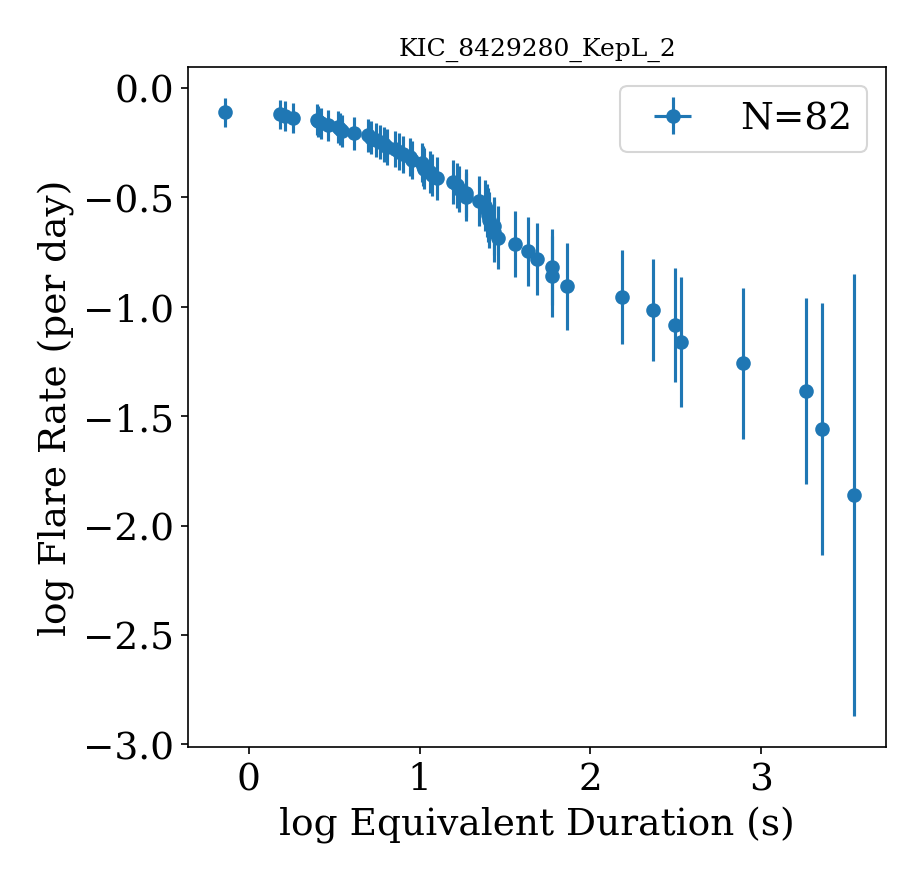 KIC_8429280_KepL_2
N=82
log Flare Rate (per day)
0.0
−0.5
−1.0
−1.5
−2.0
−2.5
−3.0
0 1 2 3
log Equivalent Duration (s)